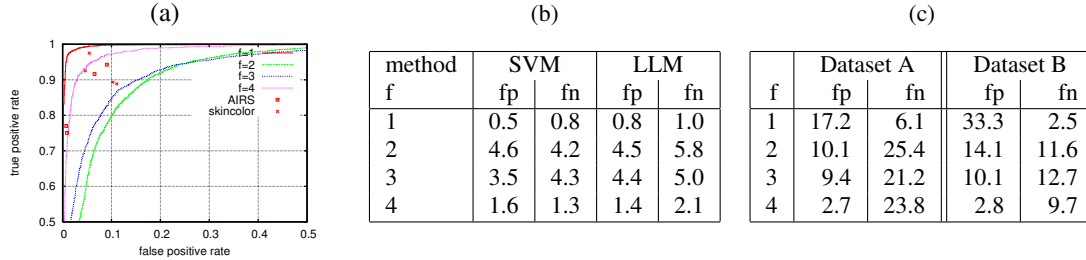 (a)
1
0.9
0.8
0.7
0.6
0.5
true positive rate
0 0.1 0.2 0.3 0.4 0.5
false positive rate
f=1
f=2
f=3
f=4
AIRS
skincolor
(b)
method SVM LLM
f fp fn fp fn
1 0.5 0.8 0.8 1.0
2 4.6 4.2 4.5 5.8
3 3.5 4.3 4.4 5.0
4 1.6 1.3 1.4 2.1
(c)
Dataset A Dataset B
f fp fn fp fn
1 17.2 6.1 33.3 2.5
2 10.1 25.4 14.1 11.6
3 9.4 21.2 10.1 12.7
4 2.7 23.8 2.8 9.7